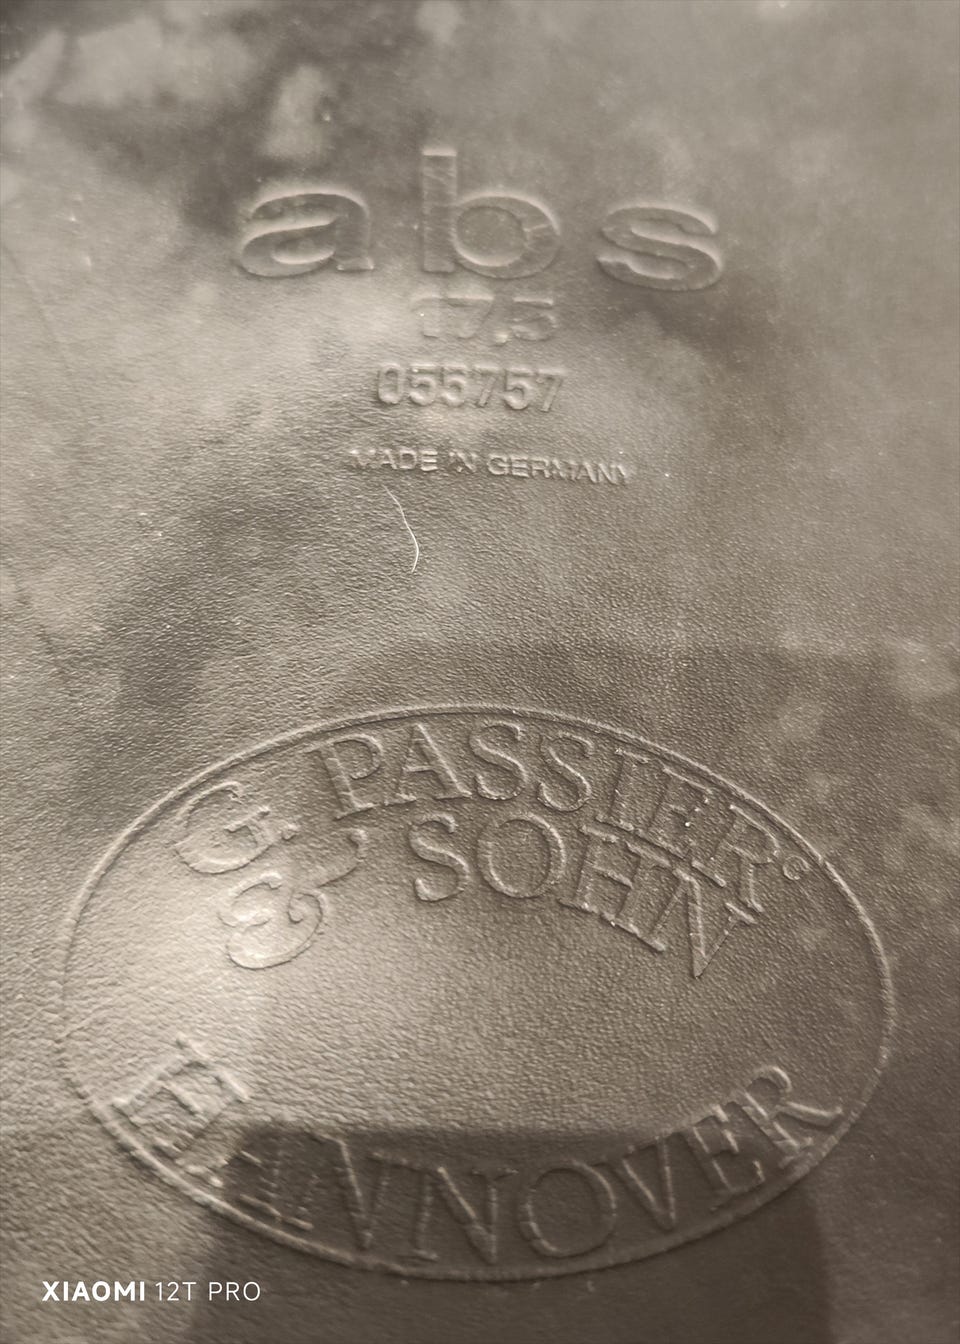 abs
17,5
055757
MADE IN GERMANY
G. PASSIER
& SOHN
HANNOVER
XIAOMI 12T PRO